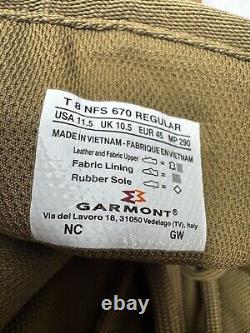 T 8 NFS 670 REGULAR
USA 11.5 UK 10.5 EUR 45 MP 290
MADE IN VIETNAM - FABRIQUE EN VIETNAM
Leather and Fabric Upper
Fabric Lining
Rubber Sole
GARMONT®
Via del Lavoro 18, 31050 Vedelago (TV), Italy
NC GW